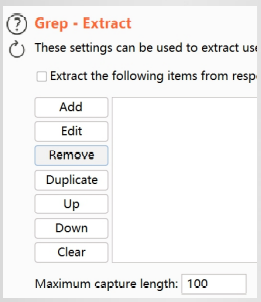 Grep - Extract
These settings can be used to extract use
Extract the following items from resp
Add
Edit
Remove
Duplicate
Up
Down
Clear
Maximum capture length: 100